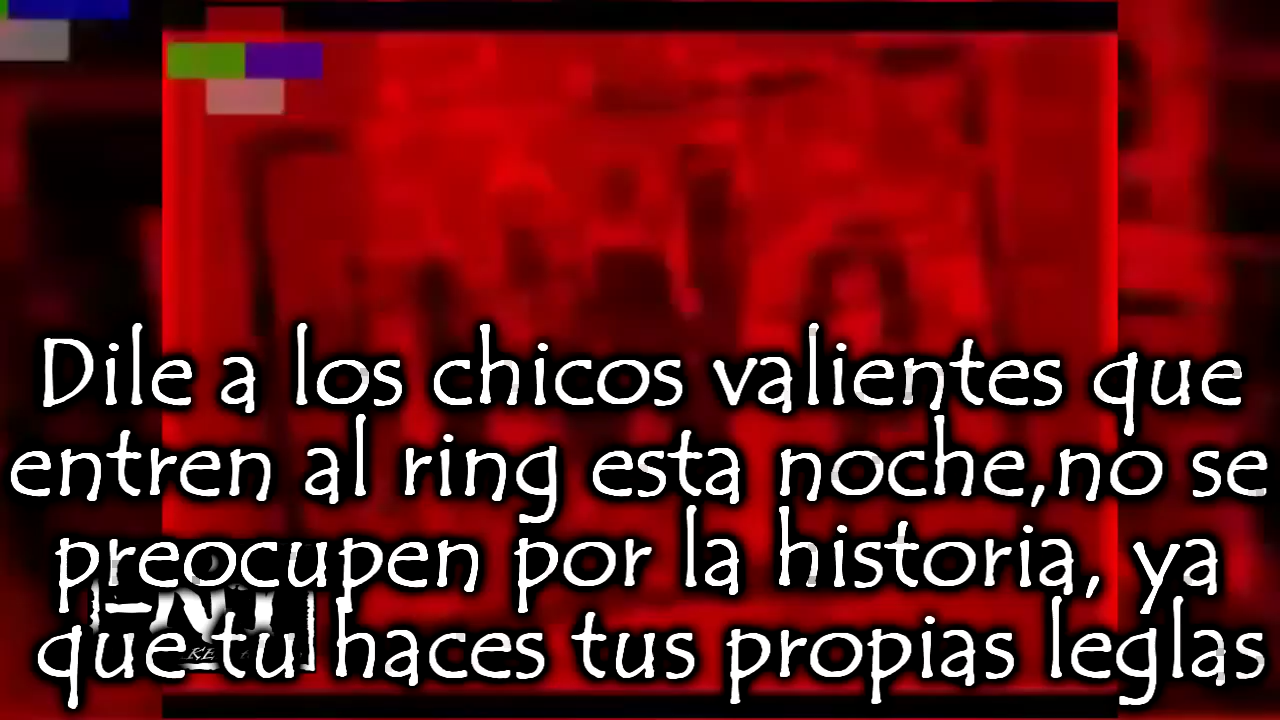 Dile a los chicos valientes que
entren al ring esta noche,no se
preocupen por la historia, ya
que tu haces tus propias leglas